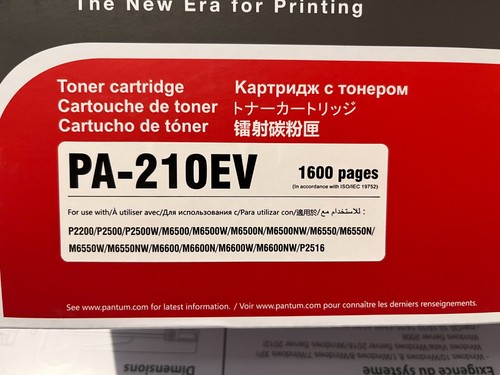 The New Era for Printing
Toner cartridge
Cartouche de toner
Cartucho de tóner
Картридж с тонером
トナーカートリッジ
镭射碳粉匣
PA-210EV
1600 pages
(In accordance with ISO/IEC 19752)
For use with/À utiliser avec/Для использования с/Para utilizar con/適用於/ للاستخدام مع :
P2200/P2500/P2500W/M6500/M6500W/M6500N/M6500NW/M6550/M6550N/
M6550W/M6550NW/M6600/M6600N/M6600W/M6600NW/P2516
See www.pantum.com for latest information. / Voir www.pantum.com pour connaître les derniers renseignements.
Dimensions
Exigence au système